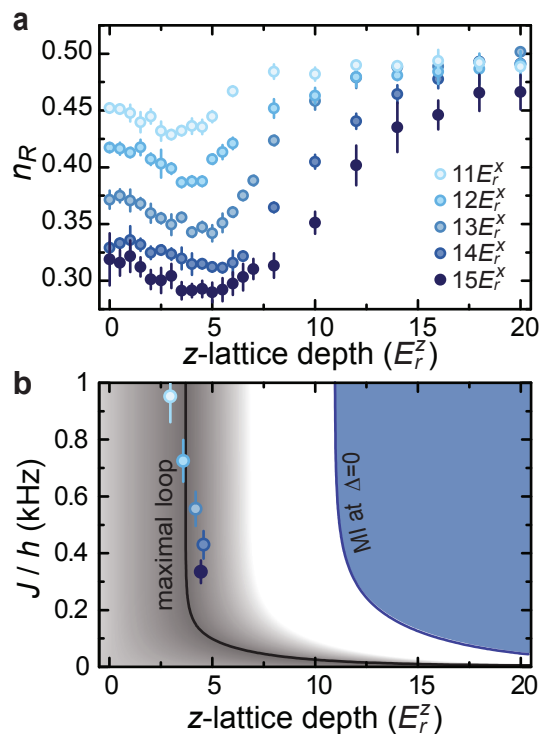 a
0.50
0.45
0.40
0.35
0.30
n_R
11E_r^x
12E_r^x
13E_r^x
14E_r^x
15E_r^x
0 5 10 15 20
z-lattice depth (E_r^z)
b
1
0.8
0.6
0.4
0.2
0
J / h (kHz)
maximal loop
MI at Δ=0
0 5 10 15 20
z-lattice depth (E_r^z)